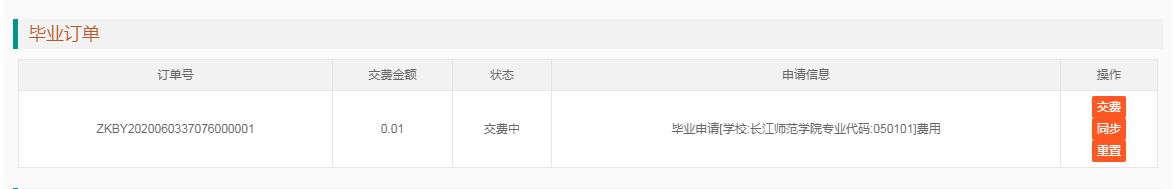 毕业订单
订单号 交费金额 状态 申请信息 操作
ZKBY2020060337076000001 0.01 交费中 毕业申请[学校:长江师范学院专业代码:050101]费用 交费
同步
重置